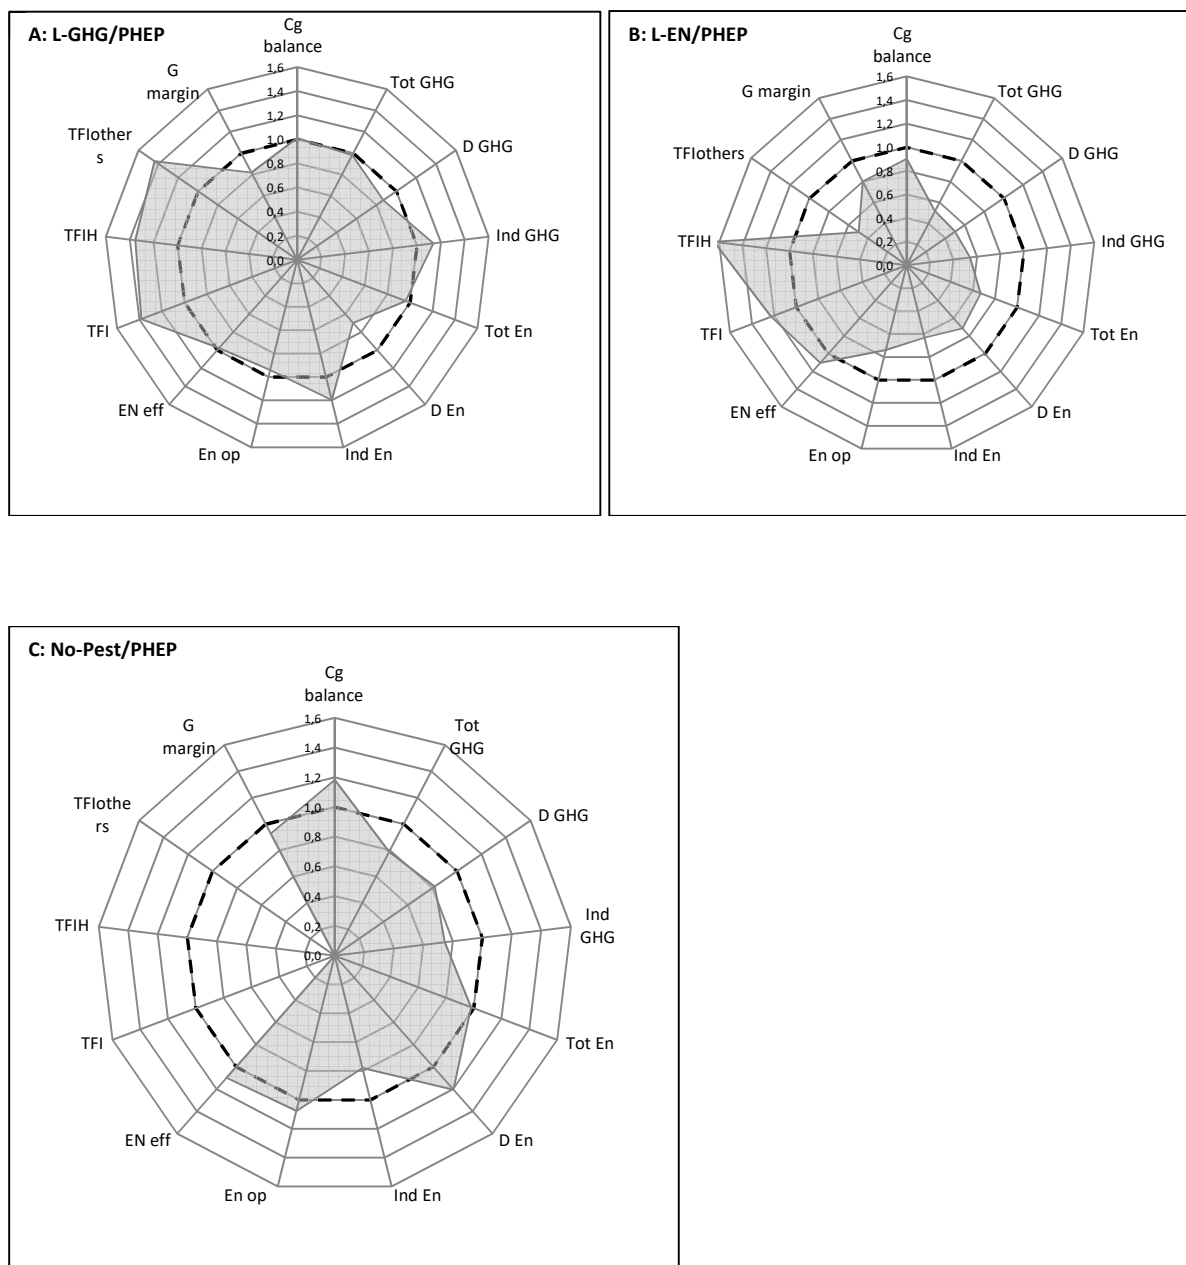 A: L-GHG/PHEP
Cg
balance
Tot GHG
D GHG
Ind GHG
Tot En
D En
Ind En
En op
EN eff
TFI
TFIH
TFIother
s
G
margin
1,6
1,4
1,2
1,0
0,8
0,6
0,4
0,2
0,0
B: L-EN/PHEP
Cg
balance
Tot GHG
D GHG
Ind GHG
Tot En
D En
Ind En
En op
EN eff
TFI
TFIH
TFIothers
G margin
1,6
1,4
1,2
1,0
0,8
0,6
0,4
0,2
0,0
C: No-Pest/PHEP
Cg
balance
Tot
GHG
D GHG
Ind
GHG
Tot En
D En
Ind En
En op
EN eff
TFI
TFIH
TFIothe
rs
G
margin
1,6
1,4
1,2
1,0
0,8
0,6
0,4
0,2
0,0